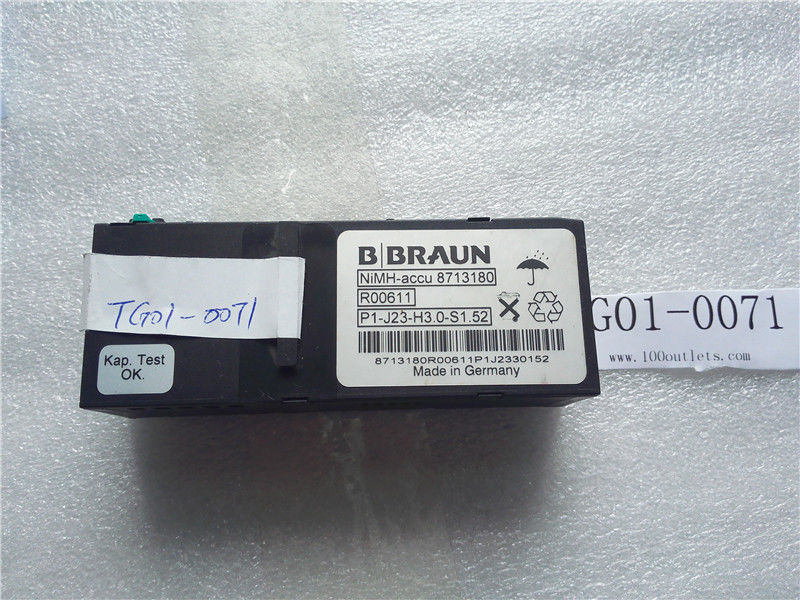 B|BRAUN
NiMH-accu 8713180
R00611
P1-J23-H3.0-S1.52
8713180R00611P1J2330152
Made in Germany
TG01-0071
Kap. Test
OK.
G01-0071
www.100outlets.com